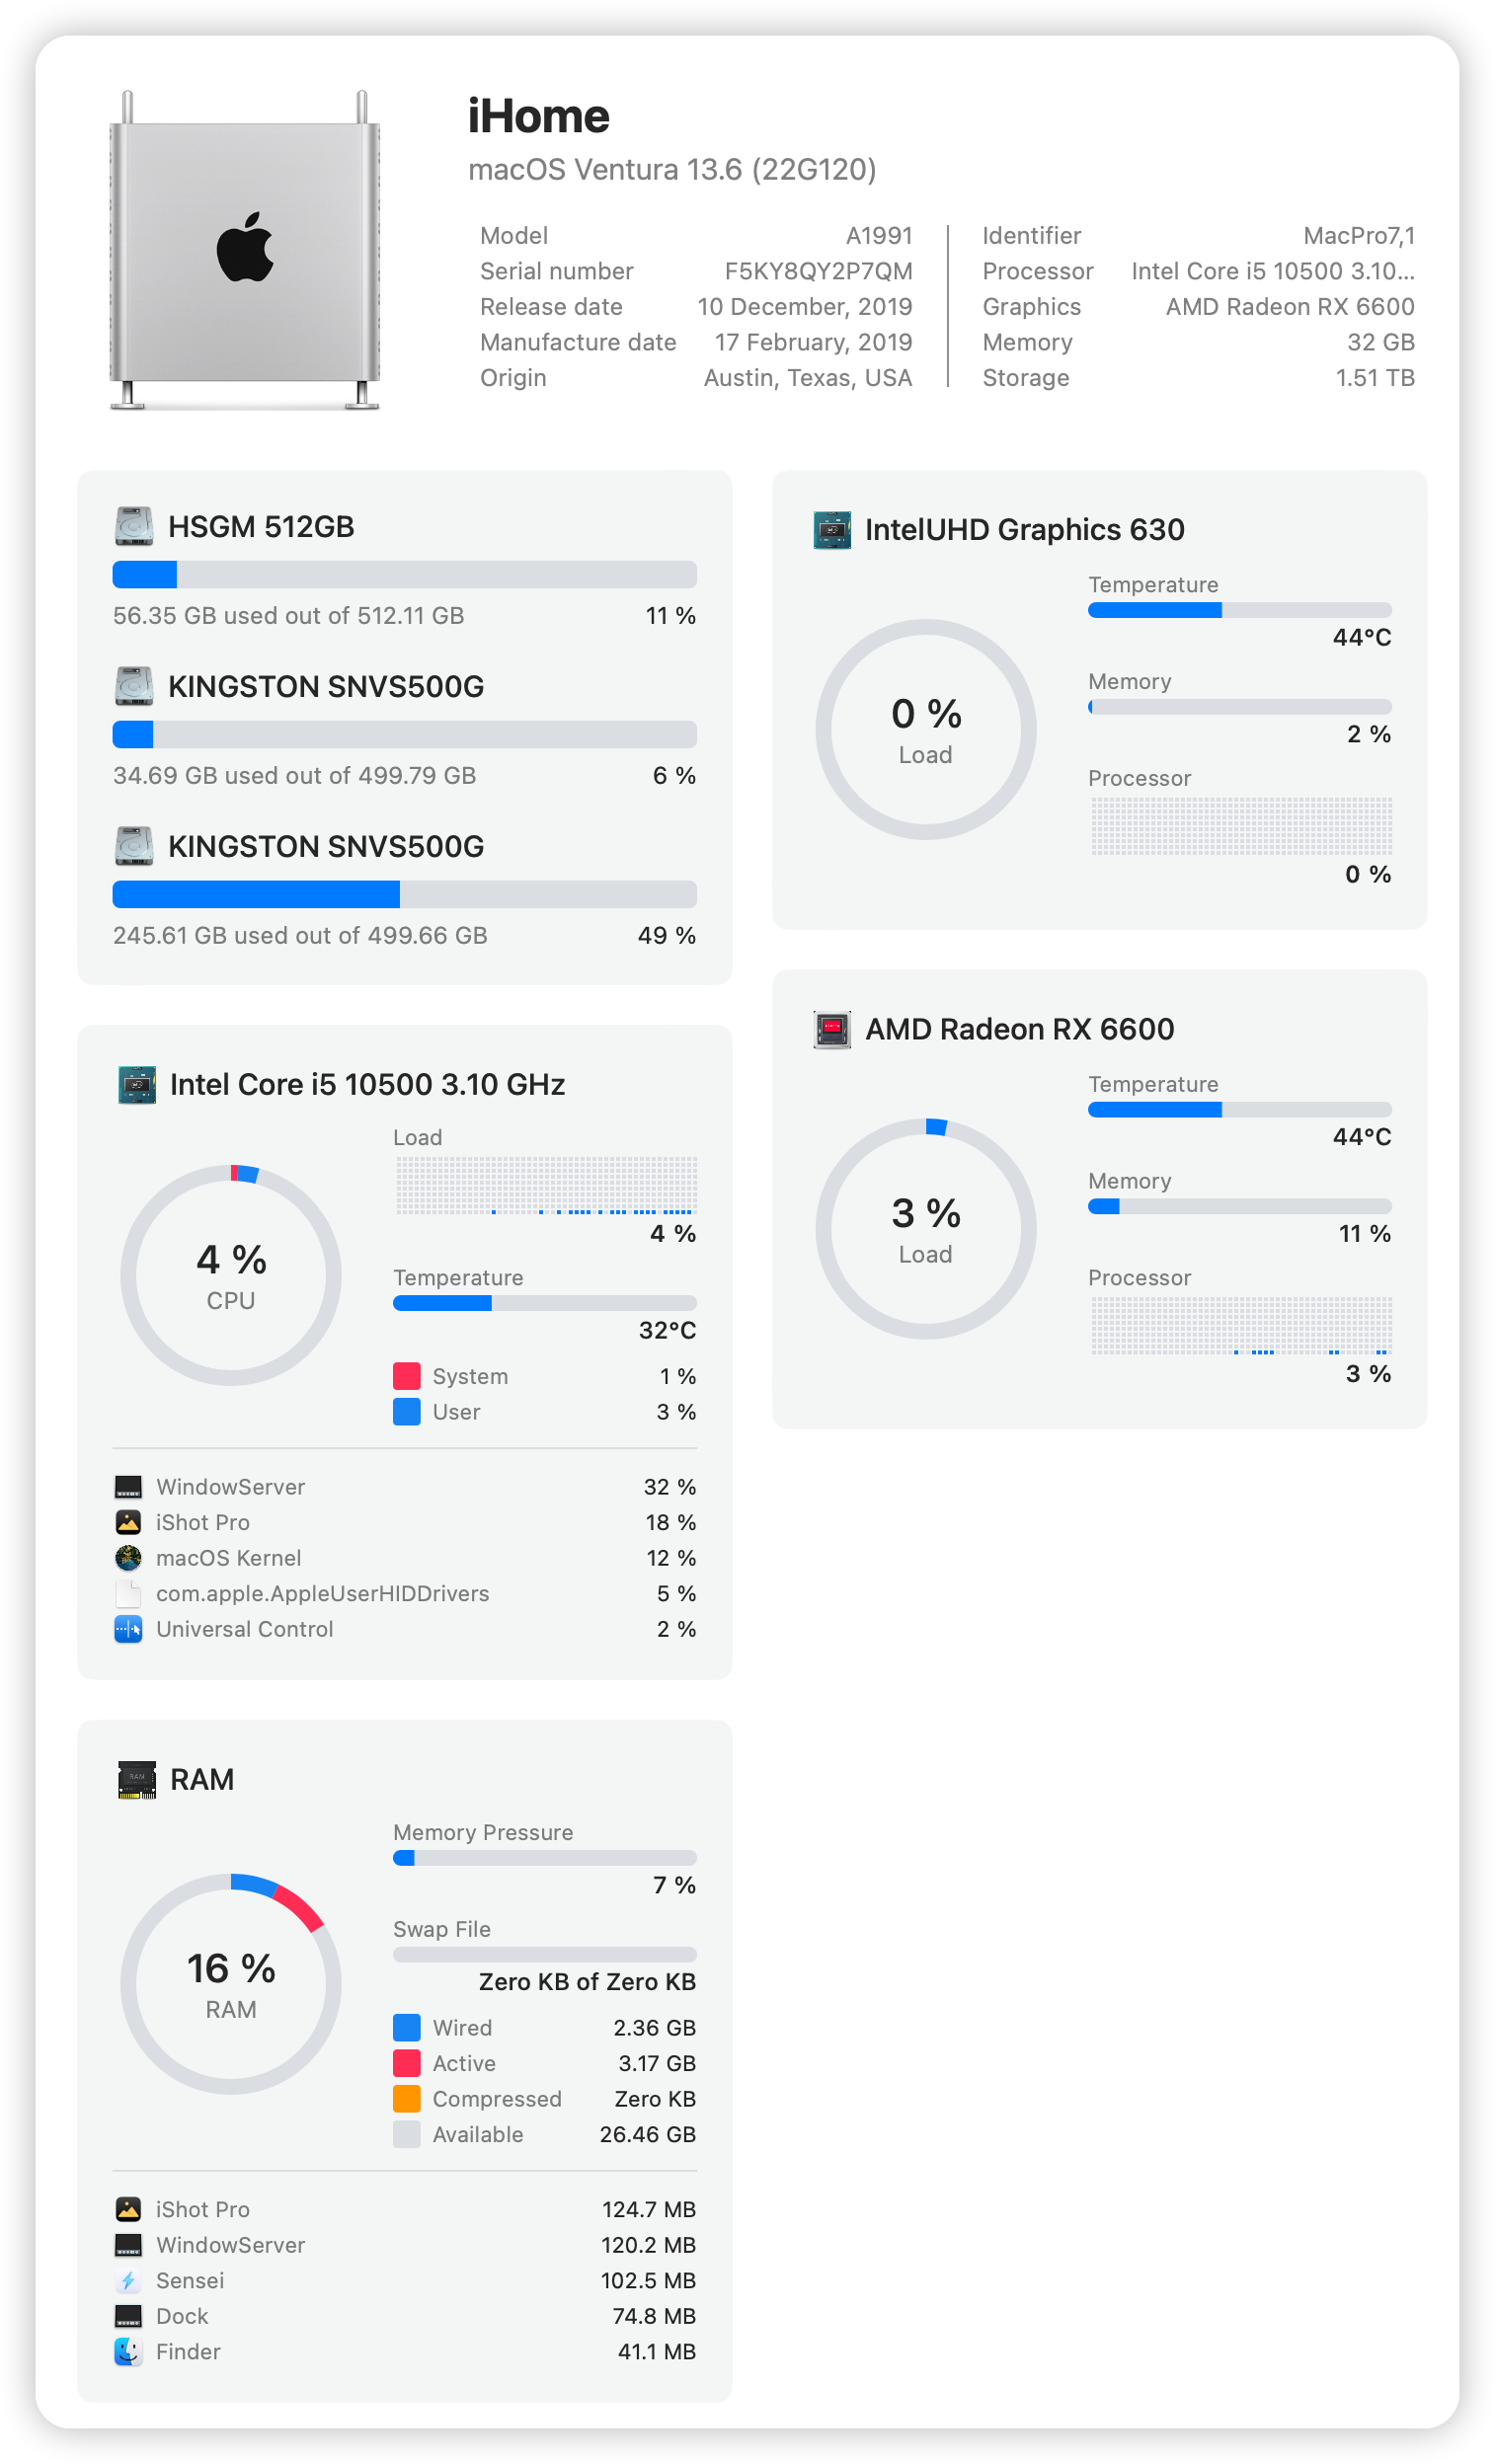 iHome
macOS Ventura 13.6 (22G120)
Model A1991
Serial number F5KY8QY2P7QM
Release date 10 December, 2019
Manufacture date 17 February, 2019
Origin Austin, Texas, USA
Identifier MacPro7,1
Processor Intel Core i5 10500 3.10...
Graphics AMD Radeon RX 6600
Memory 32 GB
Storage 1.51 TB
HSGM 512GB
56.35 GB used out of 512.11 GB 11 %
KINGSTON SNVS500G
34.69 GB used out of 499.79 GB 6 %
KINGSTON SNVS500G
245.61 GB used out of 499.66 GB 49 %
Intel Core i5 10500 3.10 GHz
4 %
CPU
Load
4 %
Temperature
32°C
System 1 %
User 3 %
WindowServer 32 %
iShot Pro 18 %
macOS Kernel 12 %
com.apple.AppleUserHIDDrivers 5 %
Universal Control 2 %
RAM
16 %
RAM
Memory Pressure
7 %
Swap File
Zero KB of Zero KB
Wired 2.36 GB
Active 3.17 GB
Compressed Zero KB
Available 26.46 GB
iShot Pro 124.7 MB
WindowServer 120.2 MB
Sensei 102.5 MB
Dock 74.8 MB
Finder 41.1 MB
IntelUHD Graphics 630
0 %
Load
Temperature
44°C
Memory
2 %
Processor
0 %
AMD Radeon RX 6600
3 %
Load
Temperature
44°C
Memory
11 %
Processor
3 %